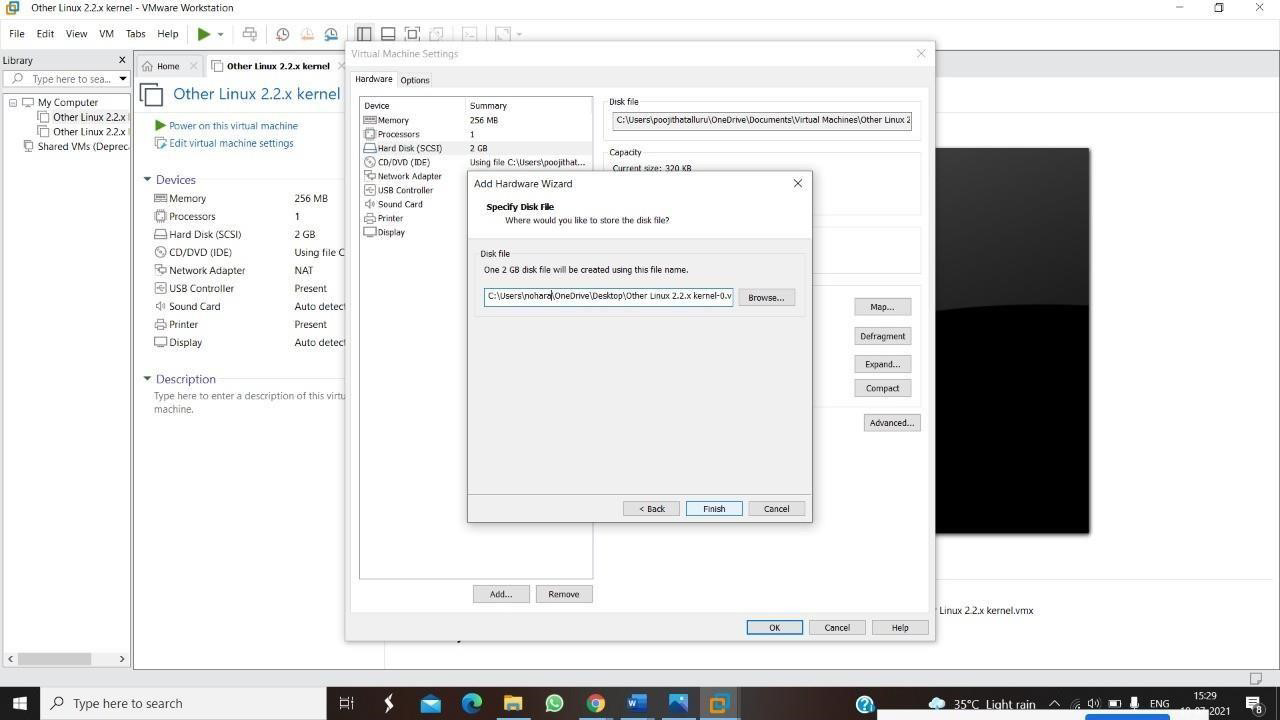 Other Linux 2.2.x kernel - VMware Workstation
File Edit View VM Tabs Help
Library
Type here to sea...
My Computer
Other Linux 2.2.x
Other Linux 2.2.x
Shared VMs (Deprec
Home
Other Linux 2.2.x kernel
Other Linux 2.2.x kernel
Power on this virtual machine
Edit virtual machine settings
Devices
Memory 256 MB
Processors 1
Hard Disk (SCSI) 2 GB
CD/DVD (IDE) Using file C
Network Adapter NAT
USB Controller Present
Sound Card Auto detect
Printer Present
Display Auto detect
Description
Type here to enter a description of this virtu
machine.
Virtual Machine Settings
Hardware Options
Device Summary
Memory 256 MB
Processors 1
Hard Disk (SCSI) 2 GB
CD/DVD (IDE) Using file C:\Users\poojithat...
Network Adapter
USB Controller
Sound Card
Printer
Display
Add... Remove
Disk file
C:\Users\poojithatalluru\OneDrive\Documents\Virtual Machines\Other Linux 2
Capacity
Current size: 320 KB
Map...
Defragment
Expand...
Compact
Advanced...
OK Cancel Help
Add Hardware Wizard
Specify Disk File
Where would you like to store the disk file?
Disk file
One 2 GB disk file will be created using this file name.
C:\Users\nohara\OneDrive\Desktop\Other Linux 2.2.x kernel-0.v
Browse...
< Back Finish Cancel
Linux 2.2.x kernel.vmx
Type here to search
35°C Light rain
ENG
15:29
8